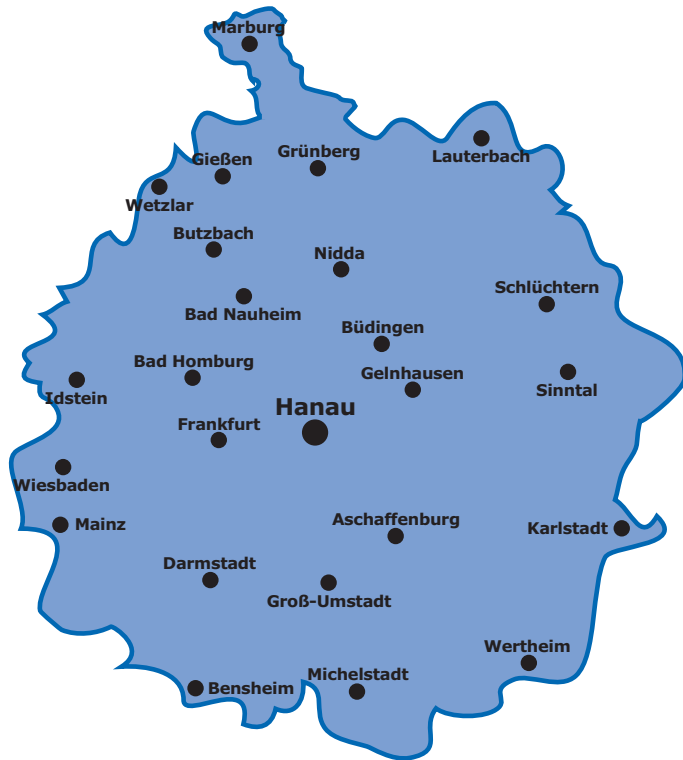 Marburg
Grünberg
Lauterbach
Gießen
Wetzlar
Butzbach
Nidda
Schlüchtern
Bad Nauheim
Büdingen
Bad Homburg
Gelnhausen
Sinntal
Idstein
Hanau
Frankfurt
Wiesbaden
Aschaffenburg
Mainz
Karlstadt
Darmstadt
Groß-Umstadt
Wertheim
Michelstadt
Bensheim